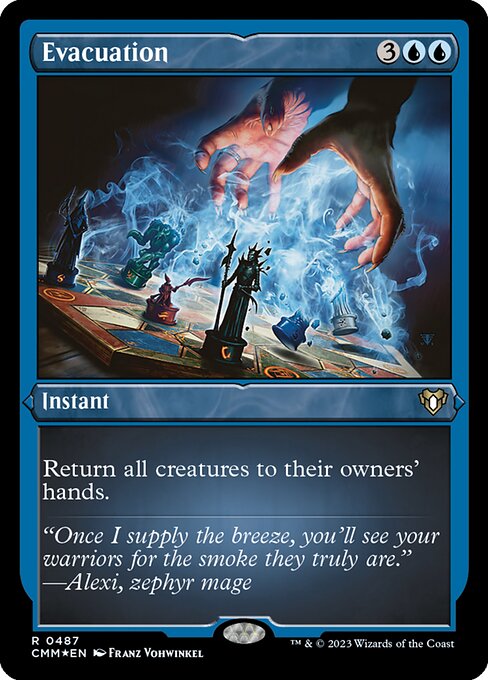 Evacuation 3
Instant
Return all creatures to their owners’
hands.
“Once I supply the breeze, you’ll see your
warriors for the smoke they truly are.”
—Alexi, zephyr mage
R 0487
CMM★EN Franz Vohwinkel
™ & © 2023 Wizards of the Coast